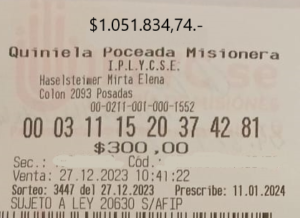 $1.051.834,74.-
Quiniela Poceada Misionera
I.P.L.Y.C.S.E.
Haselsteiner Mirta Elena
Colon 2093 Posadas
00-0211-001-000-1552
00 03 11 15 20 37 42 81
$300,00
Sec.: Cód.:
Venta: 27.12.2023 10:41:22
Sorteo: 3447 del 27.12.2023 Prescribe: 11.01.2024
SUJETO A LEY 20630 S/AFIP